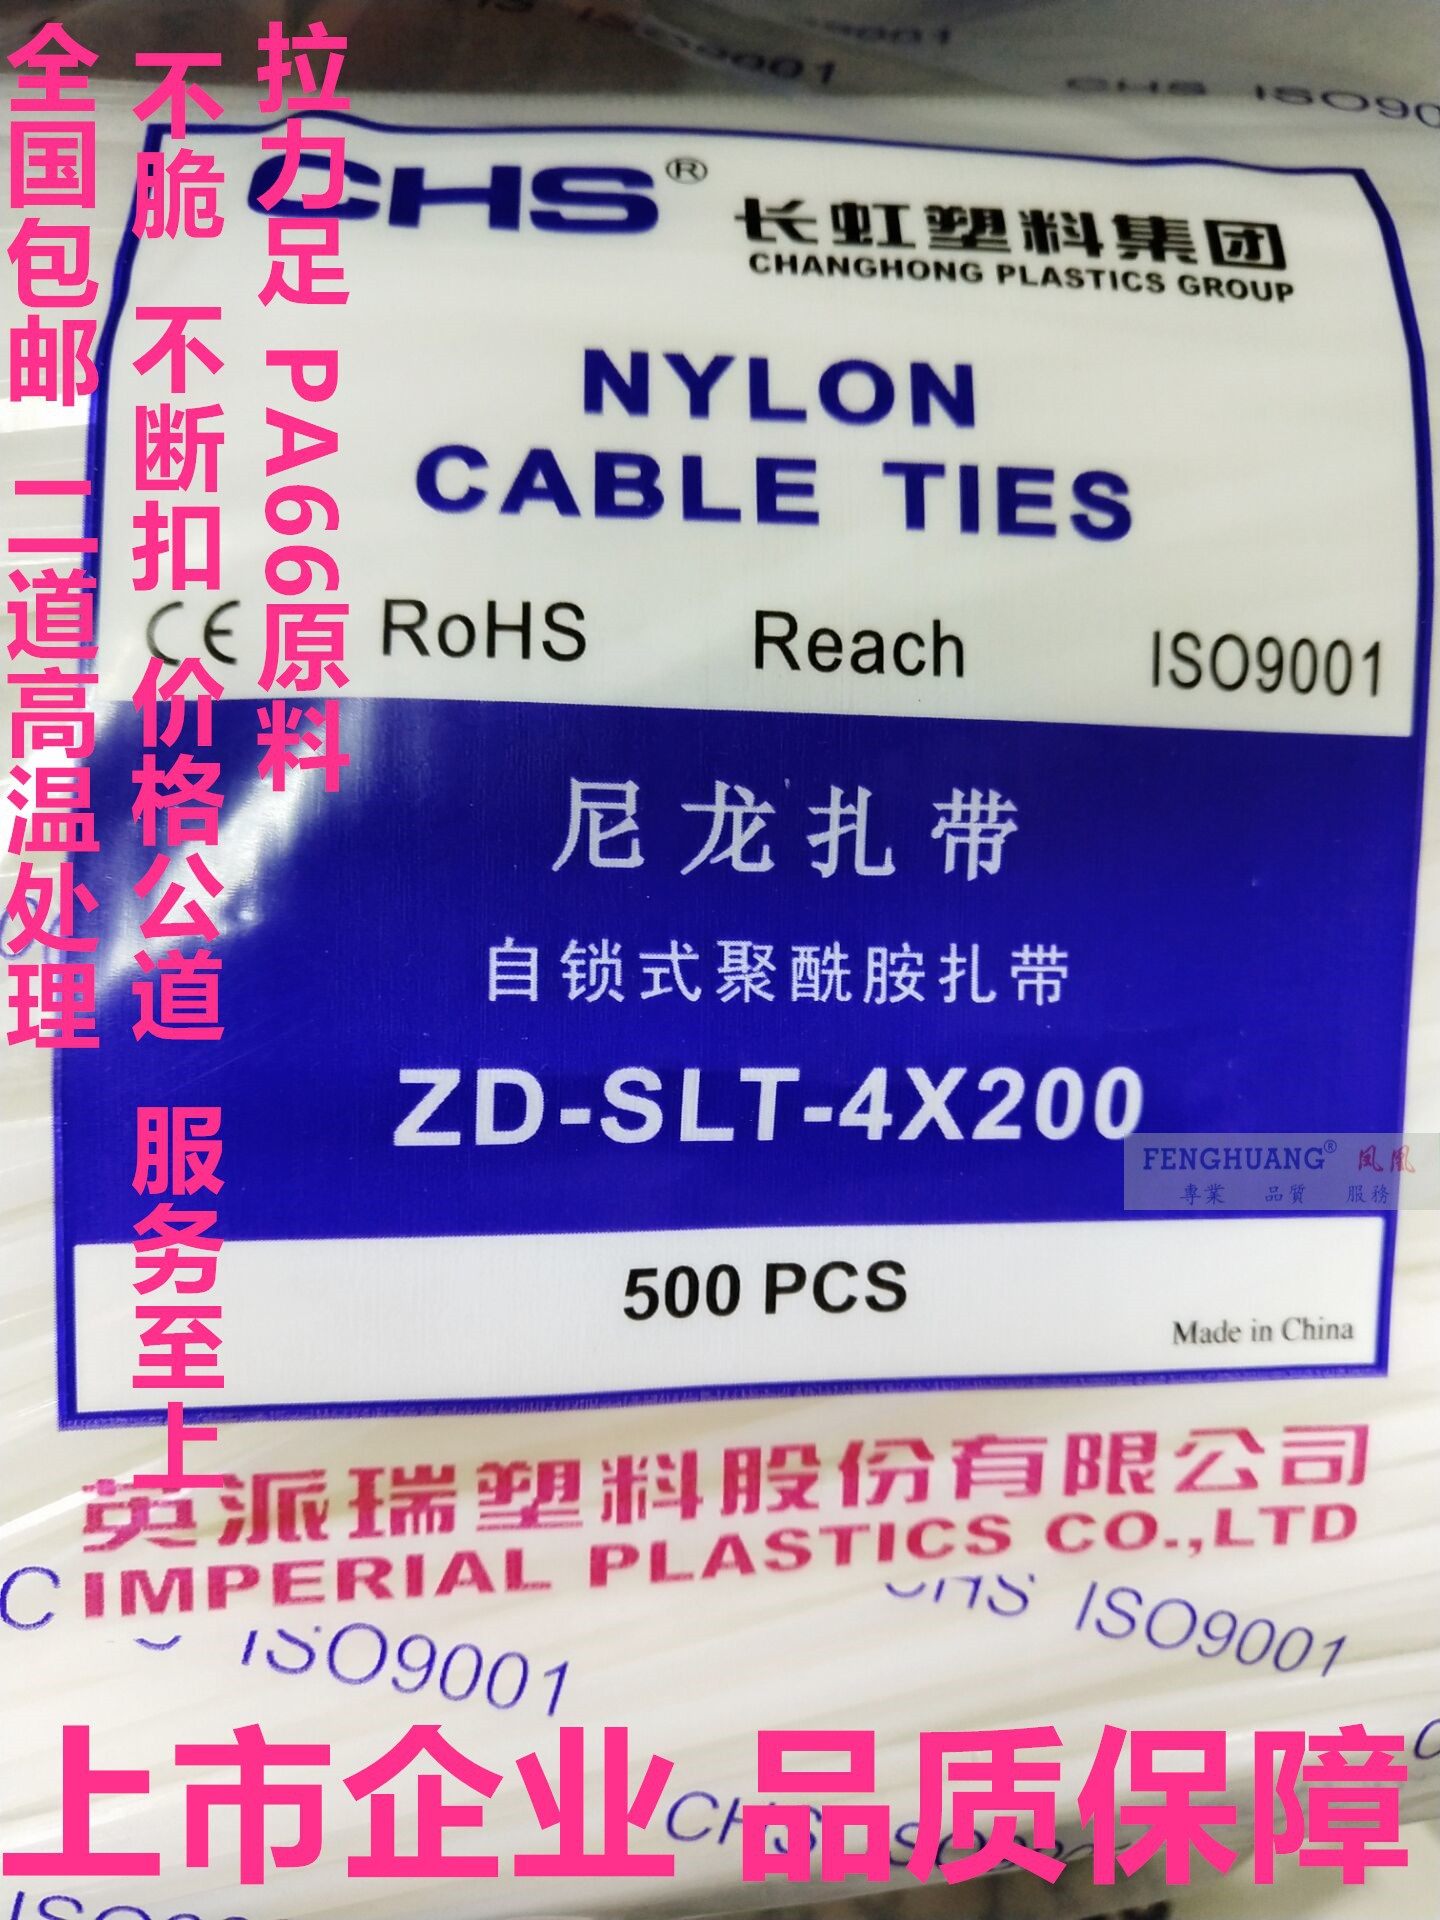 拉力足 PA66原料
不脆 不断扣 价格公道 服务至上
全国包邮 二道高温处理
ISO9001
CHS ISO90
CHS®
长虹塑料集团
CHANGHONG PLASTICS GROUP
NYLON
CABLE TIES
CE RoHS Reach ISO9001
尼龙扎带
自锁式聚酰胺扎带
ZD-SLT-4X200
FENGHUANG® 凤凰
專業 品質 服務
500 PCS
Made in China
英派瑞塑料股份有限公司
IMPERIAL PLASTICS CO.,LTD
CHS ISO9001
ISO9001
上市企业 品质保障
CHS